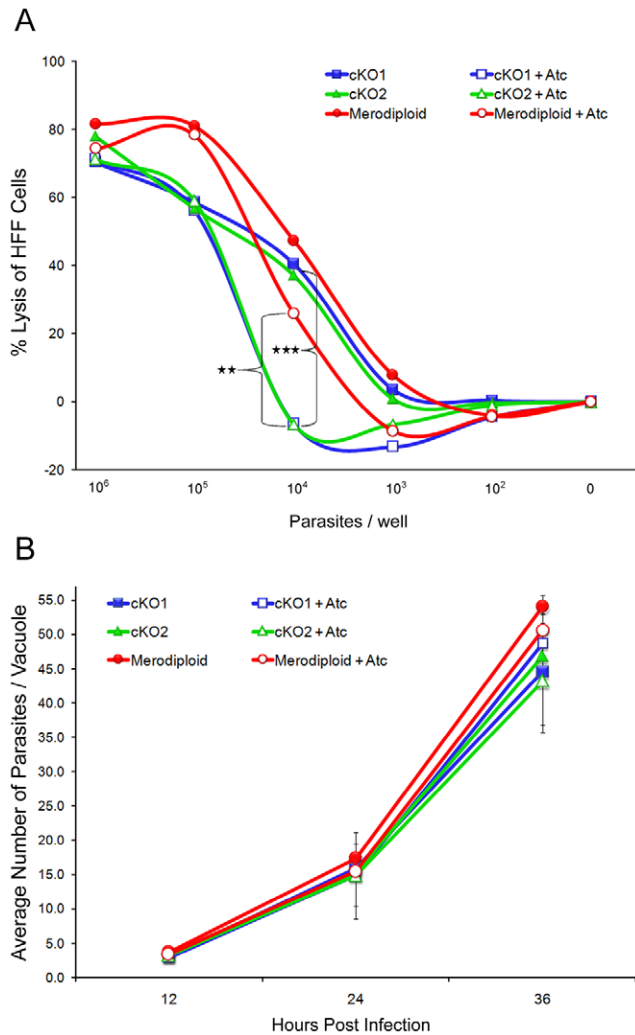 A
% Lysis of HFF Cells
100
80
60
40
20
0
-20
cKO1
cKO1 + Atc
cKO2
cKO2 + Atc
Merodiploid
Merodiploid + Atc
★★★
★★
10⁶ 10⁵ 10⁴ 10³ 10² 0
Parasites / well
B
Average Number of Parasites / Vacuole
55.0
50.0
45.0
40.0
35.0
30.0
25.0
20.0
15.0
10.0
5.0
0.0
cKO1
cKO1 + Atc
cKO2
cKO2 + Atc
Merodiploid
Merodiploid + Atc
12 24 36
Hours Post Infection